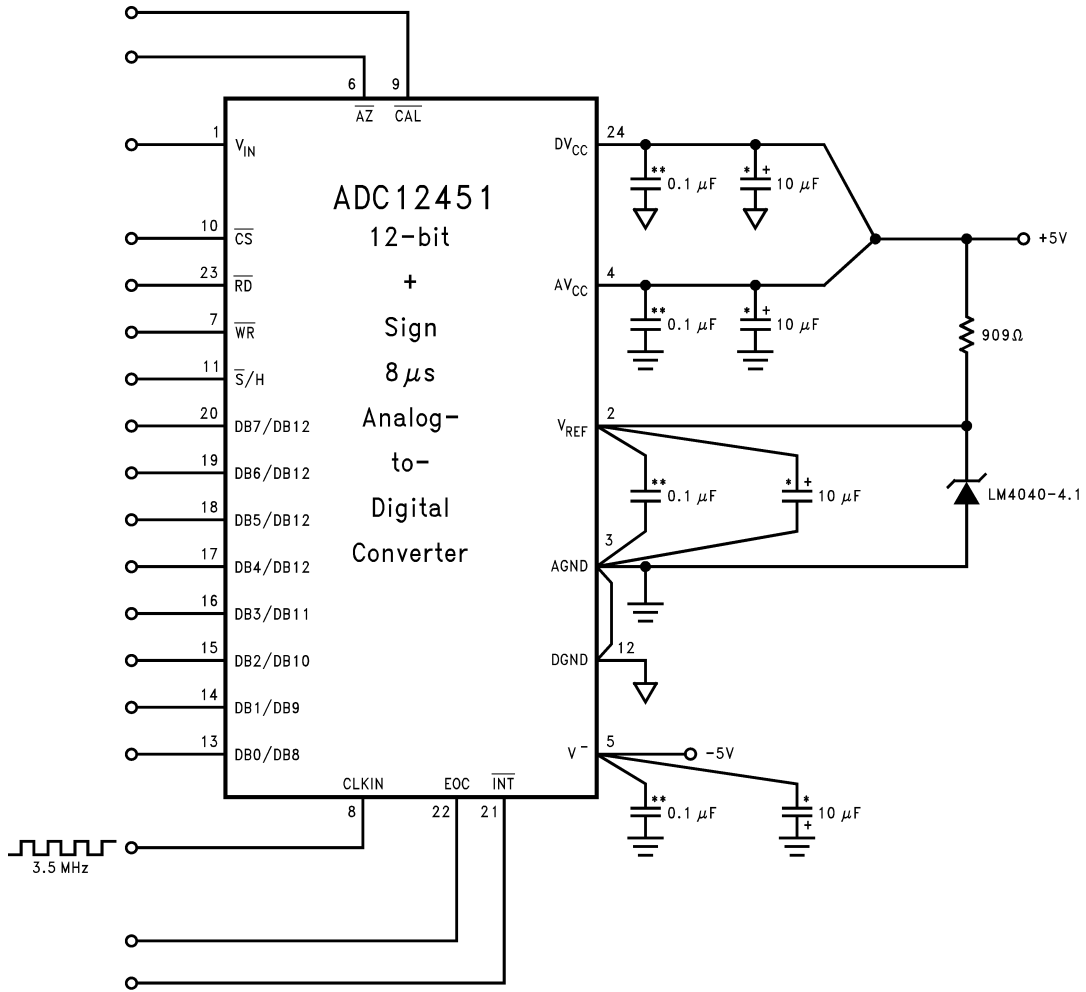 6
9
AZ
CAL
1
V_IN
DV_CC
24
** 0.1 μF
* + 10 μF
ADC12451
12-bit
+
Sign
8 μs
Analog-
to-
Digital
Converter
10
CS
23
RD
7
WR
11
S/H
20
DB7/DB12
19
DB6/DB12
18
DB5/DB12
17
DB4/DB12
16
DB3/DB11
15
DB2/DB10
14
DB1/DB9
13
DB0/DB8
+5V
AV_CC
4
** 0.1 μF
* + 10 μF
909Ω
V_REF
2
** 0.1 μF
* + 10 μF
LM4040-4.1
AGND
3
DGND
12
V⁻
5
-5V
** 0.1 μF
* 10 μF
+
CLKIN
EOC
INT
8
22
21
3.5 MHz